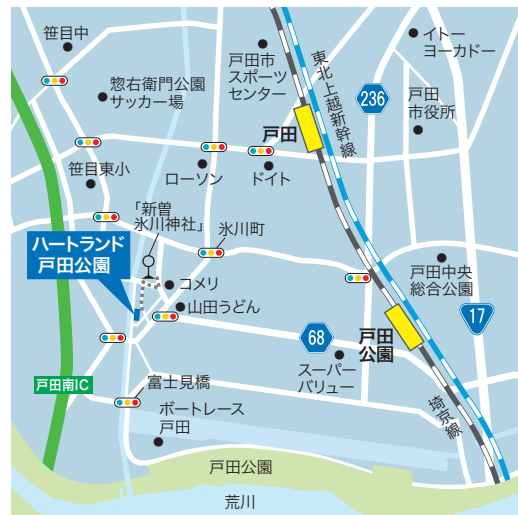 笹目中
戸田市
スポーツ
センター
東北上越新幹線
イトー
ヨーカドー
惣右衛門公園
サッカー場
236
戸田
市役所
戸田
笹目東小
ローソン
ドイト
「新曽
氷川神社」
氷川町
ハートランド
戸田公園
コメリ
山田うどん
戸田中央
総合公園
17
68
戸田
公園
スーパー
バリュー
戸田南IC
富士見橋
ボートレース
戸田
埼京線
戸田公園
荒川